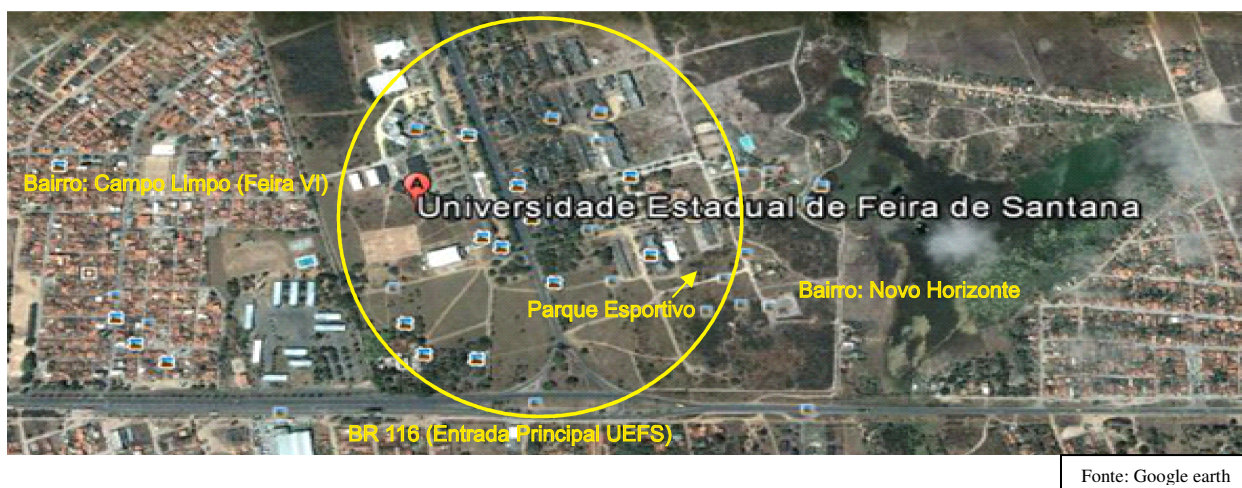 Bairro: Campo Limpo (Feira VI)
A
Universidade Estadual de Feira de Santana
Bairro: Novo Horizonte
Parque Esportivo
BR 116 (Entrada Principal UEFS)
Fonte: Google earth